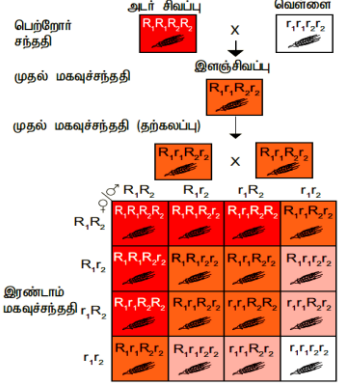 அடர் சிவப்பு வெள்ளை
பெற்றோர் சந்ததி R₁R₁R₂R₂ X r₁r₁r₂r₂
இளஞ்சிவப்பு
முதல் மகவுச்சந்ததி R₁r₁R₂r₂
முதல் மகவுச்சந்ததி (தற்கலப்பு)
R₁r₁R₂r₂ X R₁r₁R₂r₂
♂ R₁R₂ R₁r₂ r₁R₂ r₁r₂
♀
R₁R₂ R₁R₁R₂R₂ R₁R₁R₂r₂ R₁r₁R₂R₂ R₁r₁R₂r₂
R₁r₂ R₁R₁R₂r₂ R₁R₁r₂r₂ R₁r₁R₂r₂ R₁r₁r₂r₂
இரண்டாம் மகவுச்சந்ததி
r₁R₂ R₁r₁R₂R₂ R₁r₁R₂r₂ r₁r₁R₂R₂ r₁r₁R₂r₂
r₁r₂ R₁r₁R₂r₂ R₁r₁r₂r₂ r₁r₁R₂r₂ r₁r₁r₂r₂